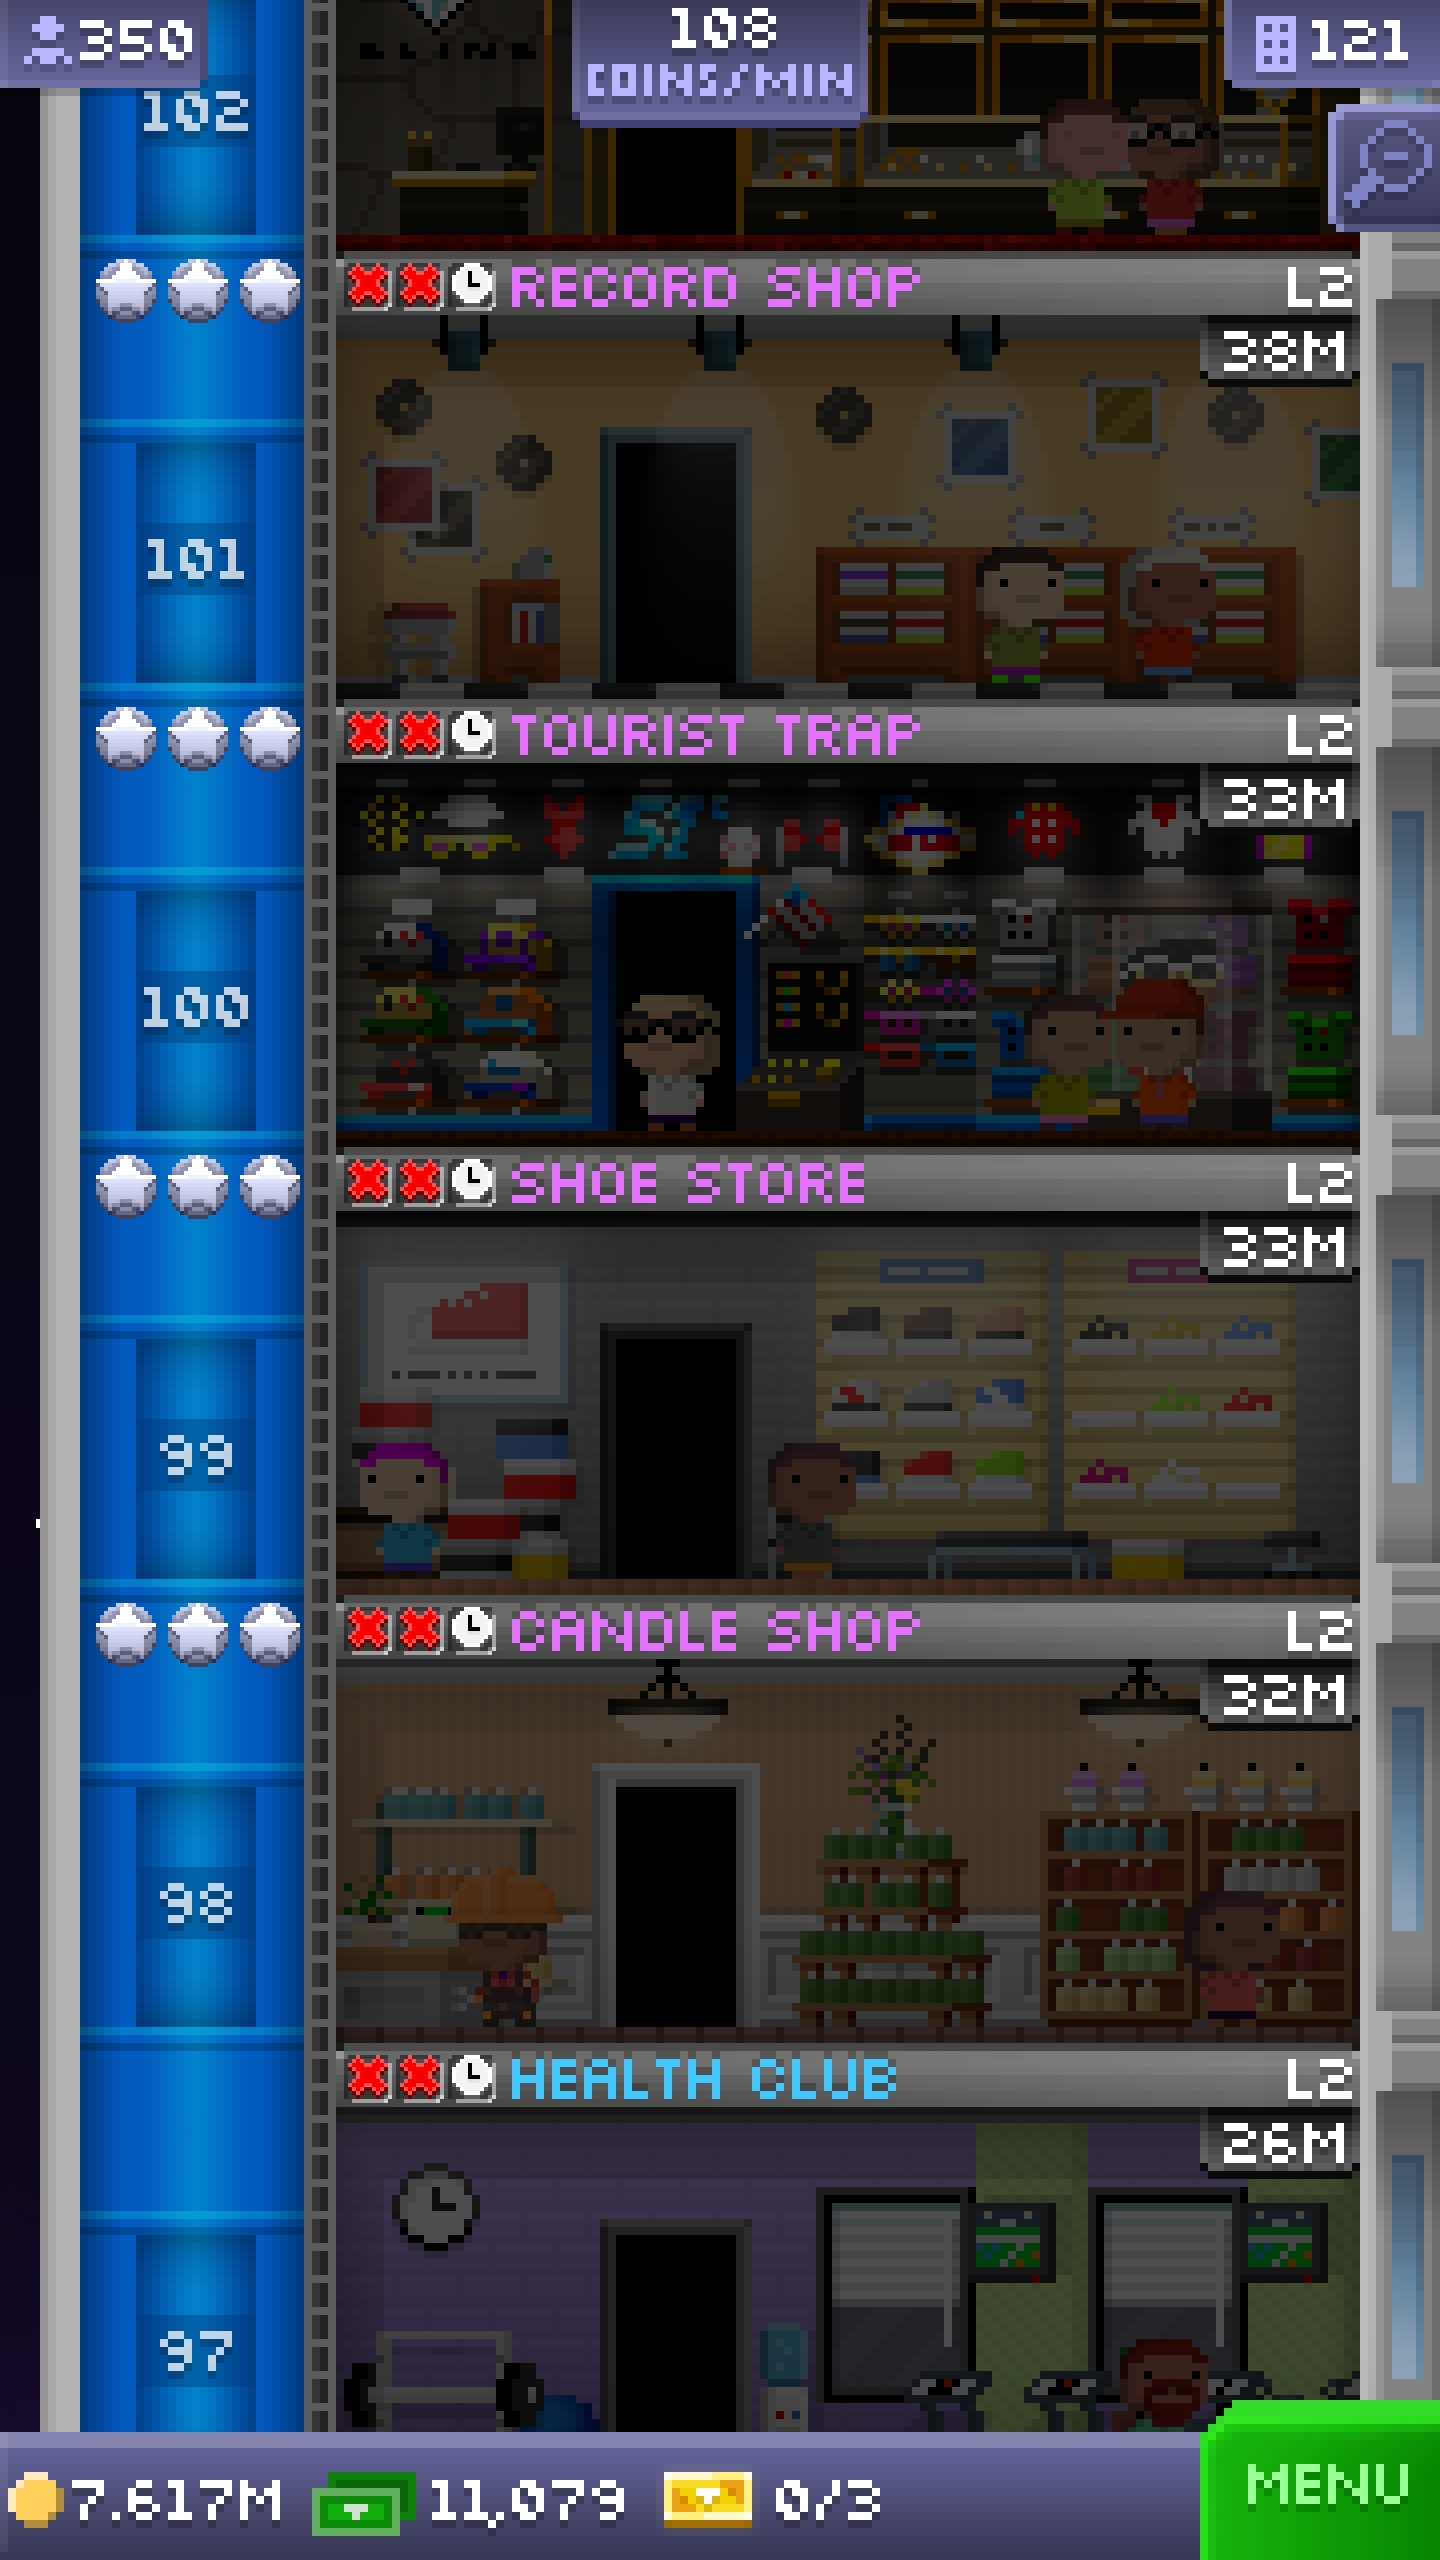 350
108
COINS/MIN
121
102
RECORD SHOP L2
38M
101
TOURIST TRAP L2
33M
100
SHOE STORE L2
33M
99
CANDLE SHOP L2
32M
98
HEALTH CLUB L2
26M
97
7.617M 11,079 0/3
MENU